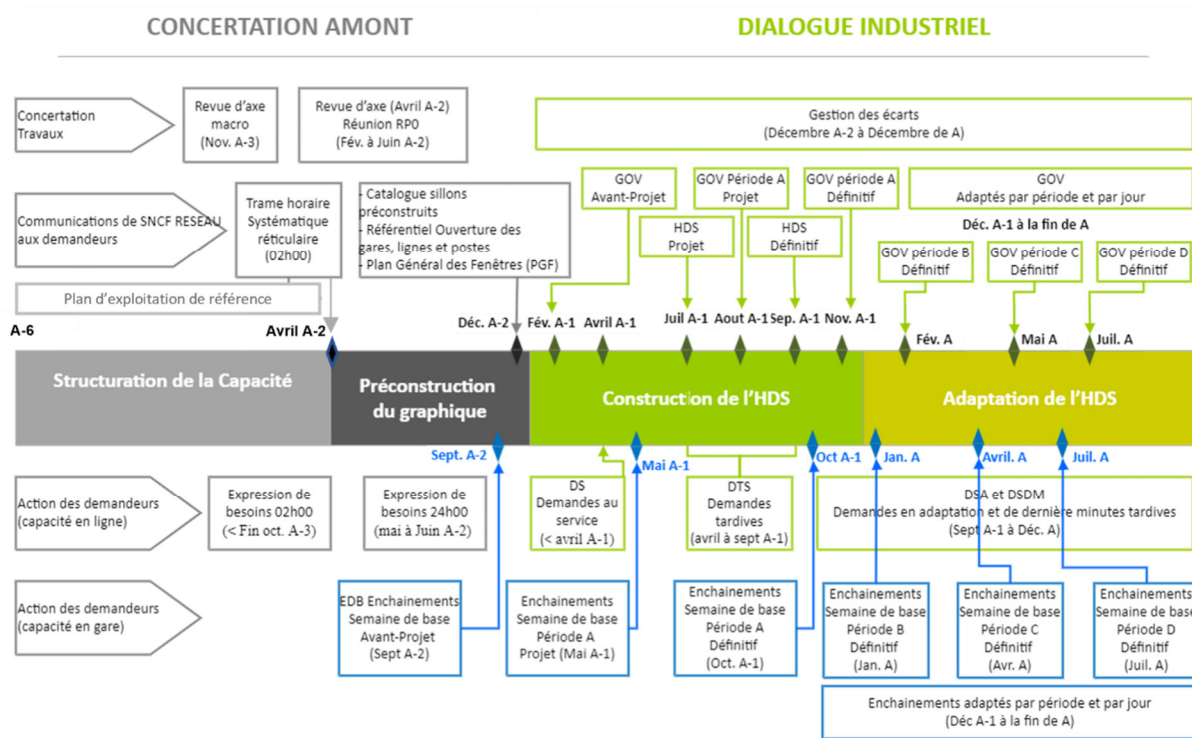 CONCERTATION AMONT
DIALOGUE INDUSTRIEL
Concertation
Travaux
Revue d'axe
macro
(Nov. A-3)
Revue d'axe (Avril A-2)
Réunion RP0
(Fév. à Juin A-2)
Gestion des écarts
(Décembre A-2 à Décembre de A)
Communications de SNCF RESEAU
aux demandeurs
Trame horaire
Systématique
réticulaire
(02h00)
- Catalogue sillons
préconstruits
- Référentiel Ouverture des
gares, lignes et postes
- Plan Général des Fenêtres (PGF)
GOV
Avant-Projet
GOV Période A
Projet
GOV période A
Définitif
GOV
Adaptés par période et par jour
HDS
Projet
HDS
Définitif
Déc. A-1 à la fin de A
GOV période B
Définitif
GOV période C
Définitif
GOV période D
Définitif
Plan d'exploitation de référence
A-6
Avril A-2
Déc. A-2
Fév. A-1
Avril A-1
Juil A-1
Aout A-1
Sep. A-1
Nov. A-1
Fév. A
Mai A
Juil. A
Structuration de la Capacité
Préconstruction
du graphique
Construction de l'HDS
Adaptation de l'HDS
Sept. A-2
Mai A-1
Oct A-1
Jan. A
Avril. A
Juil. A
Action des demandeurs
(capacité en ligne)
Expression de
besoins 02h00
(< Fin oct. A-3)
Expression de
besoins 24h00
(mai à Juin A-2)
DS
Demandes au
service
(< avril A-1)
DTS
Demandes
tardives
(avril à sept A-1)
DSA et DSDM
Demandes en adaptation et de dernière minutes tardives
(Sept A-1 à Déc. A)
Action des demandeurs
(capacité en gare)
EDB Enchainements
Semaine de base
Avant-Projet
(Sept A-2)
Enchainements
Semaine de base
Période A
Projet (Mai A-1)
Enchainements
Semaine de base
Période A
Définitif
(Oct. A-1)
Enchainements
Semaine de base
Période B
Définitif
(Jan. A)
Enchainements
Semaine de base
Période C
Définitif
(Avr. A)
Enchainements
Semaine de base
Période D
Définitif
(Juil. A)
Enchainements adaptés par période et par jour
(Déc A-1 à la fin de A)